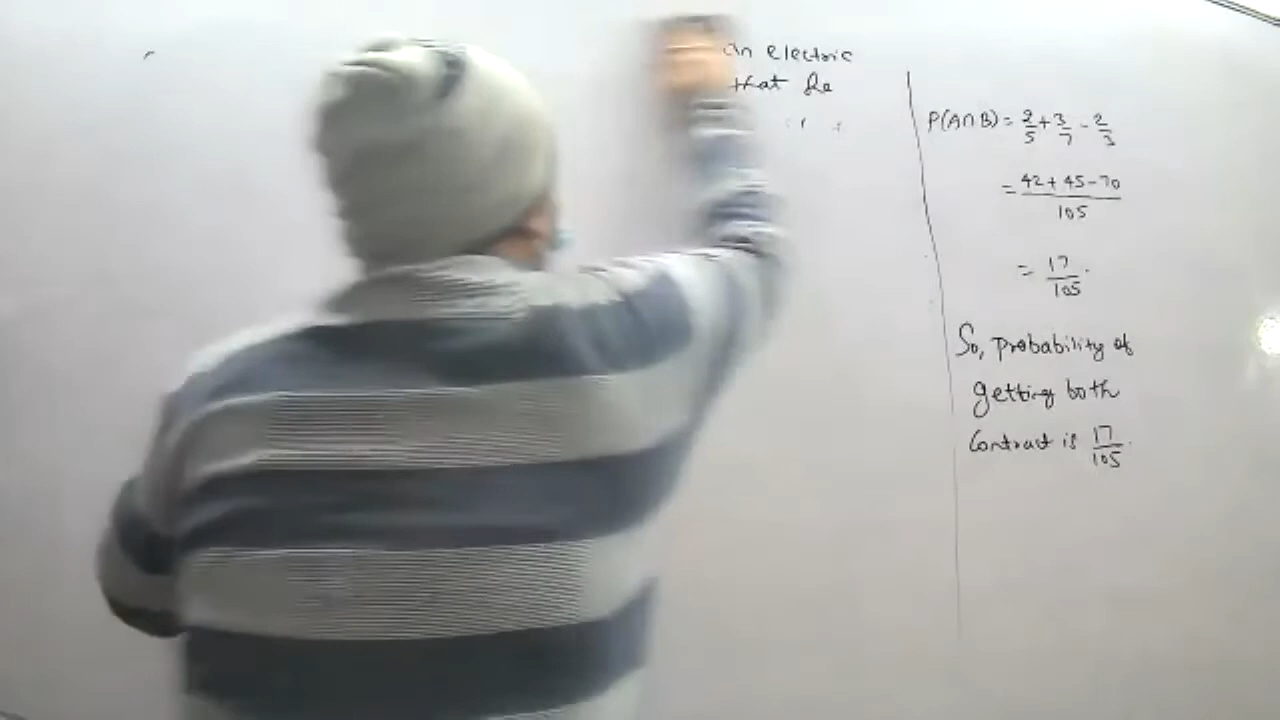 an electric
that he
P(A∩B) = 2/5 + 3/7 - 2/3
= 42 + 45 - 70 / 105
= 17/105.
So, probability of
getting both
Contract is 17/105.